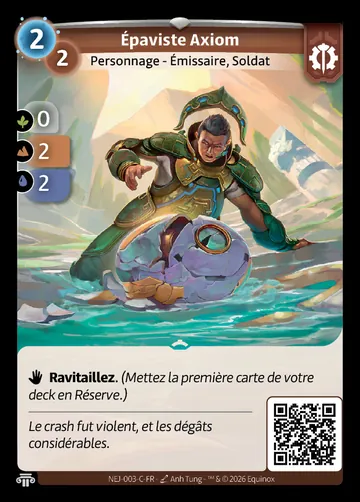 2
2
Épaviste Axiom
Personnage - Émissaire, Soldat
0
2
2
Ravitaillez. (Mettez la première carte de votre
deck en Réserve.)
Le crash fut violent, et les dégâts
considérables.
NEJ-003-C-FR - Anh Tung - ™ & © 2026 Equinox